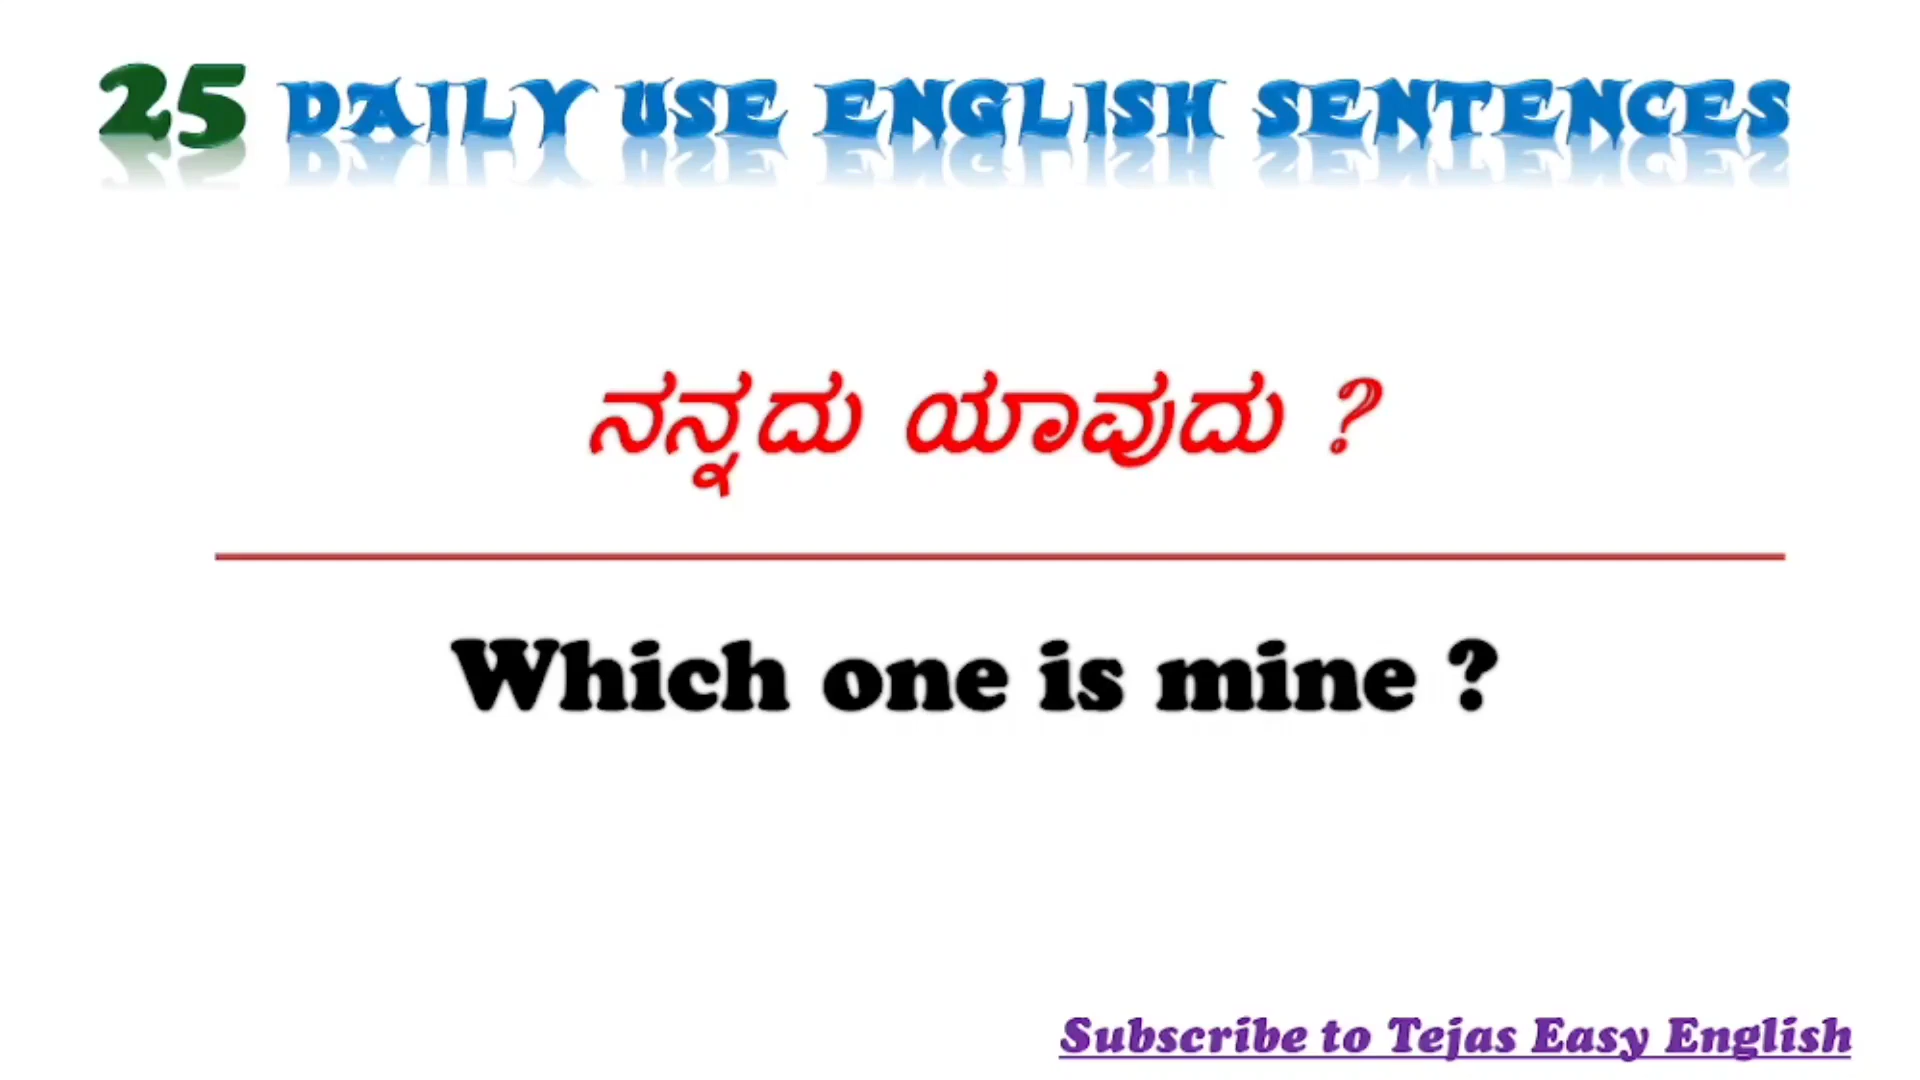 25 DAILY USE ENGLISH SENTENCES
ನನ್ನದು ಯಾವುದು ?
Which one is mine ?
Subscribe to Tejas Easy English